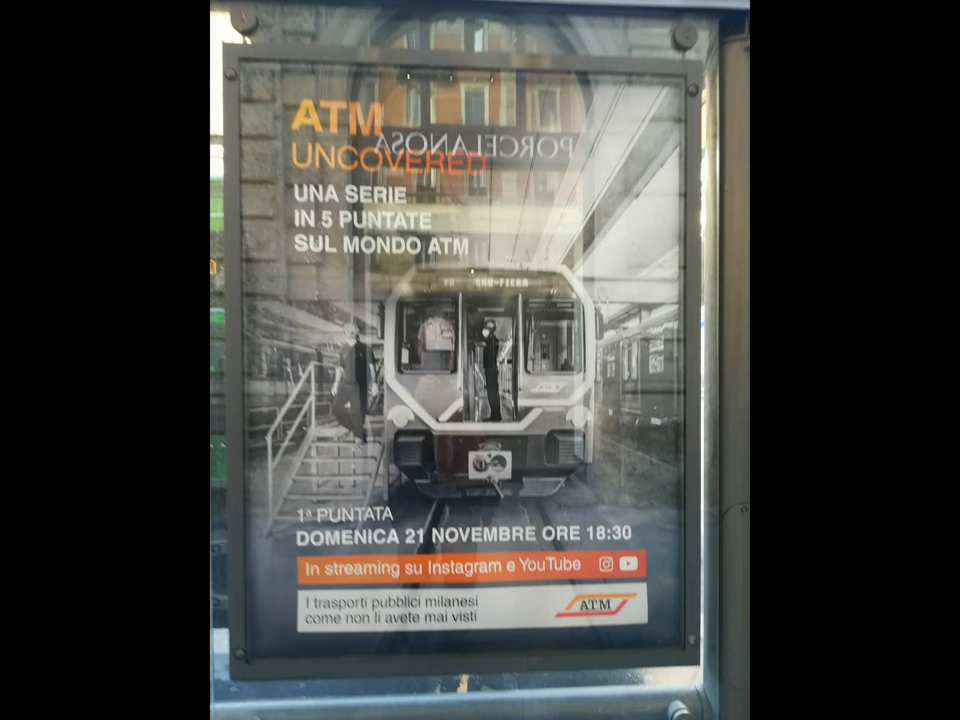 ATM
PORCELANOSA
UNCOVERED
UNA SERIE
IN 5 PUNTATE
SUL MONDO ATM
1ª PUNTATA
DOMENICA 21 NOVEMBRE ORE 18:30
In streaming su Instagram e YouTube
I trasporti pubblici milanesi
come non li avete mai visti
ATM